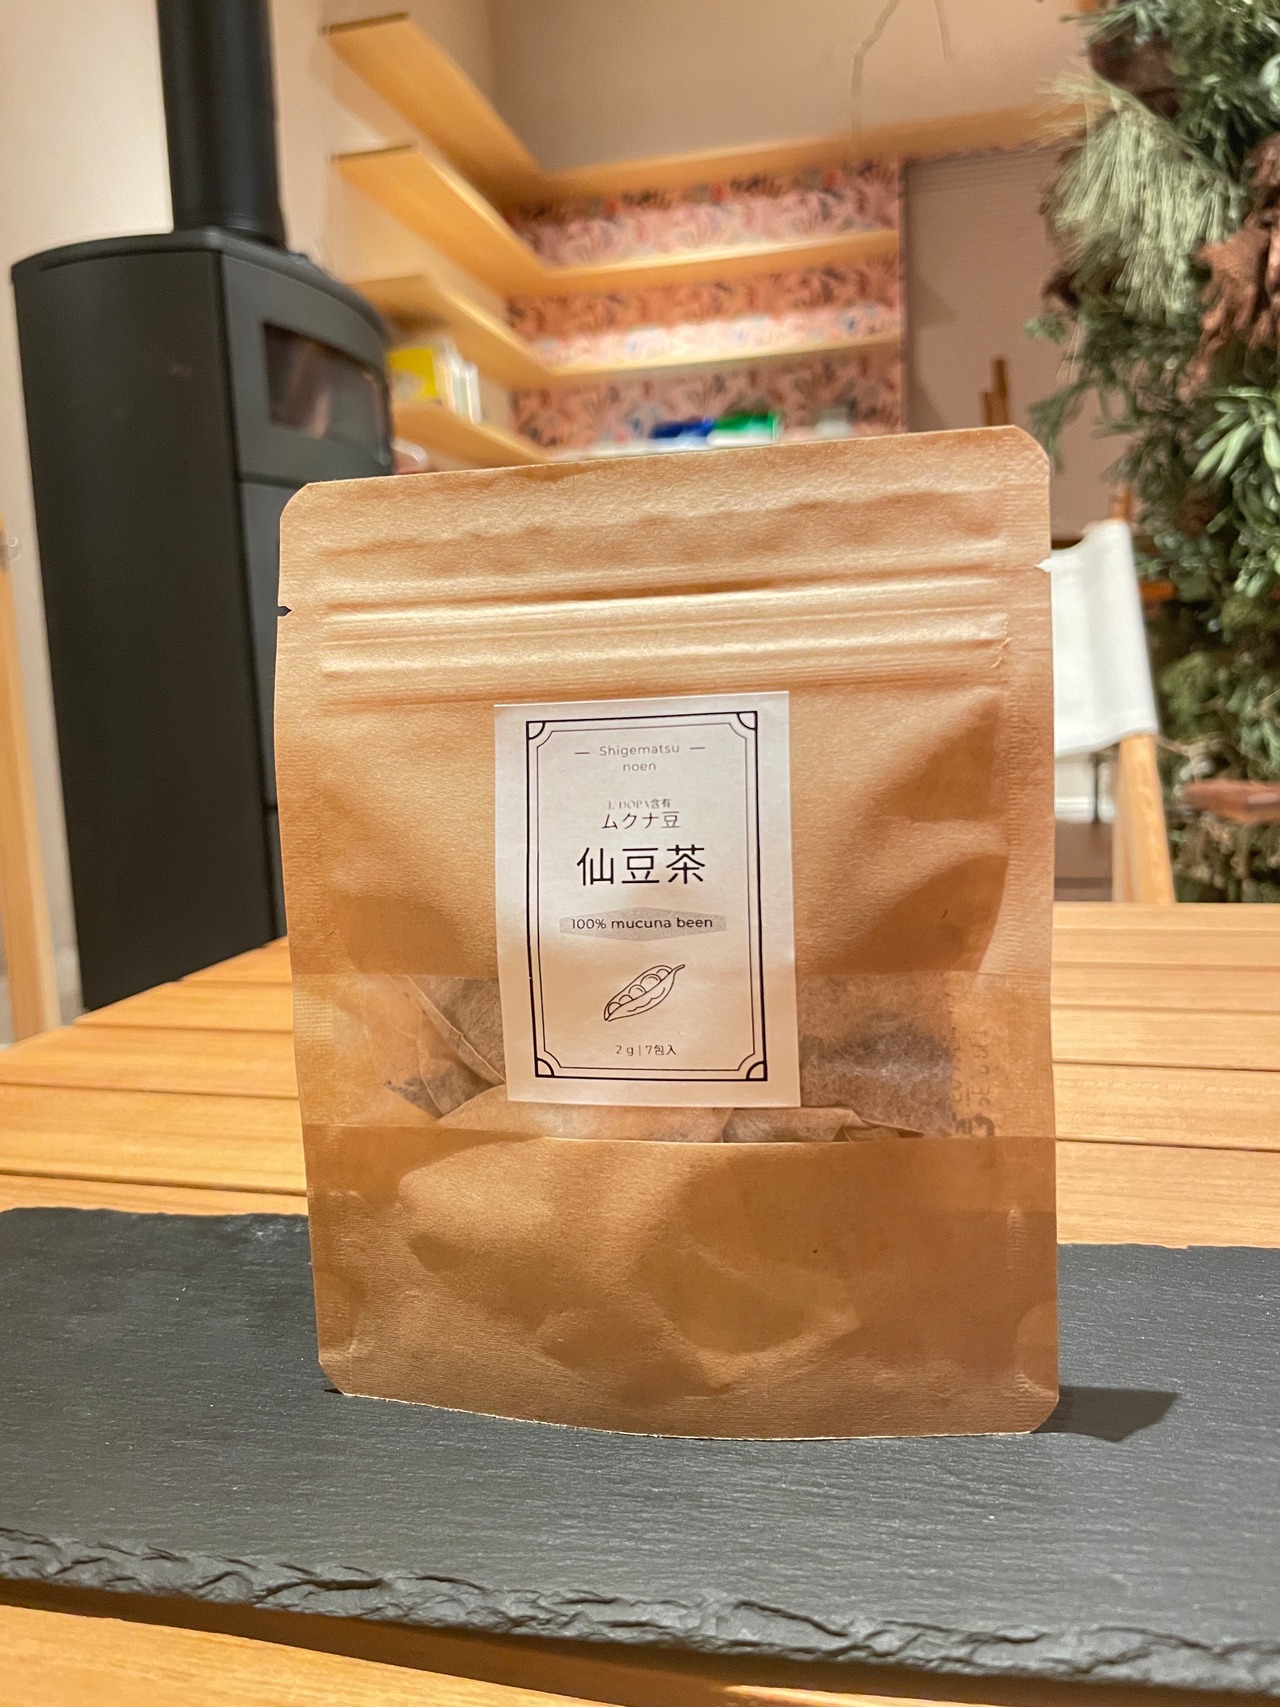 Shigematsu
noen
L-DOPA含有
ムクナ豆
仙豆茶
100% mucuna been
2g|7包入